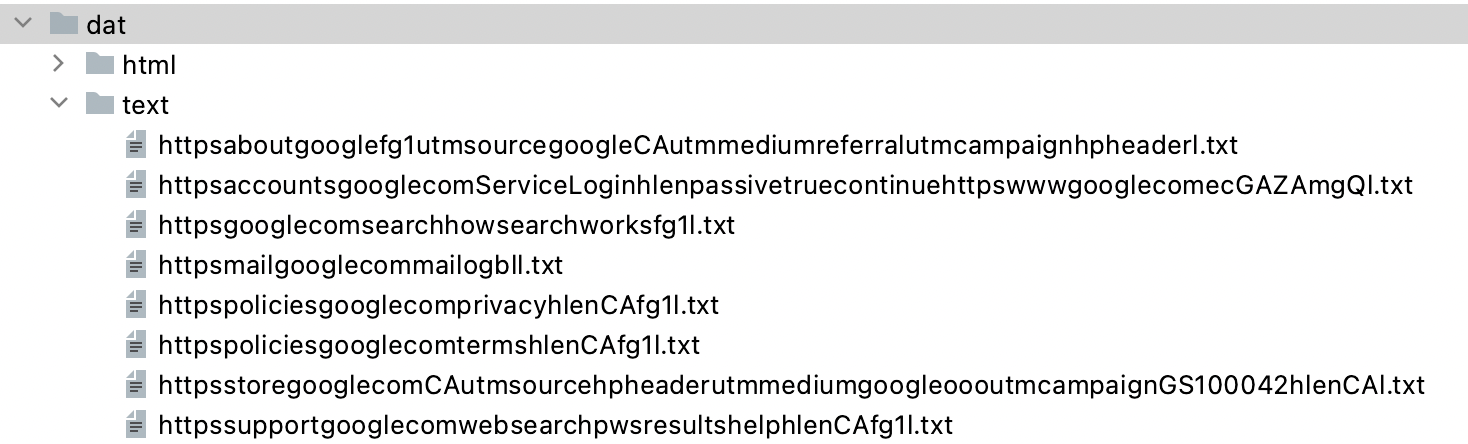 dat
html
text
httpsaboutgooglefg1utmsourcegoogleCAutmmediumreferralutmcampaignhpheaderl.txt
httpsaccountsgooglecomServiceLoginhlenpassivetruecontinuehttpswwwgooglecomecGAZAmgQl.txt
httpsgooglecomsearchhowsearchworksfg1l.txt
httpsmailgooglecommailogbll.txt
httpspoliciesgooglecomprivacyhlenCAfg1l.txt
httpspoliciesgooglecomtermshlenCAfg1l.txt
httpsstoregooglecomCAutmsourcehpheaderutmmediumgoogleoooutmcampaignGS100042hlenCAl.txt
httpssupportgooglecomwebsearchpwsresultshelphlenCAfg1l.txt